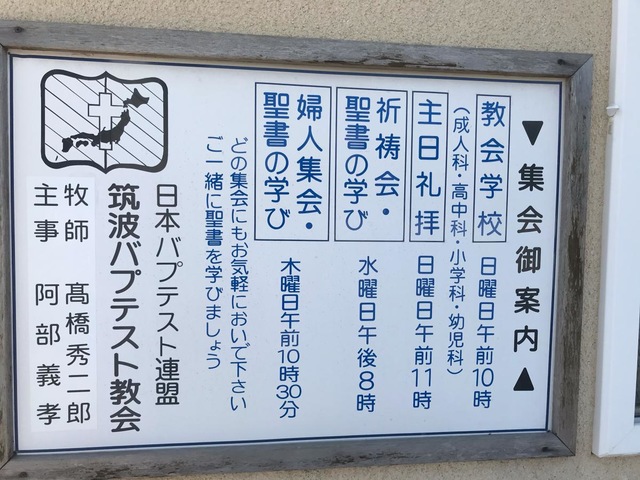 ▼集会御案内▲
教会学校 日曜日午前10時
（成人科・高中科・小学科・幼児科）
主日礼拝 日曜日午前11時
祈祷会・
聖書の学び 水曜日午後8時
婦人集会・
聖書の学び 木曜日午前10時30分
どの集会にもお気軽においで下さい
ご一緒に聖書を学びましょう
日本バプテスト連盟
筑波バプテスト教会
牧師 髙橋秀二郎
主事 阿部義孝